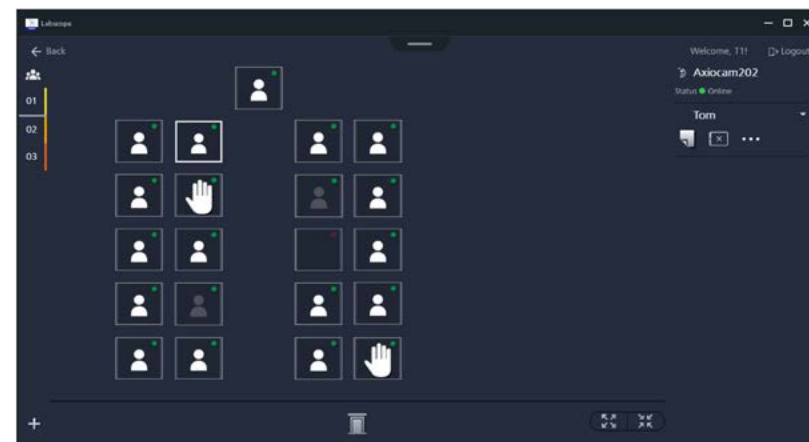 Labscope
Back
Welcome, T1!
Logout
Axiocam202
Status Online
Tom
01
02
03